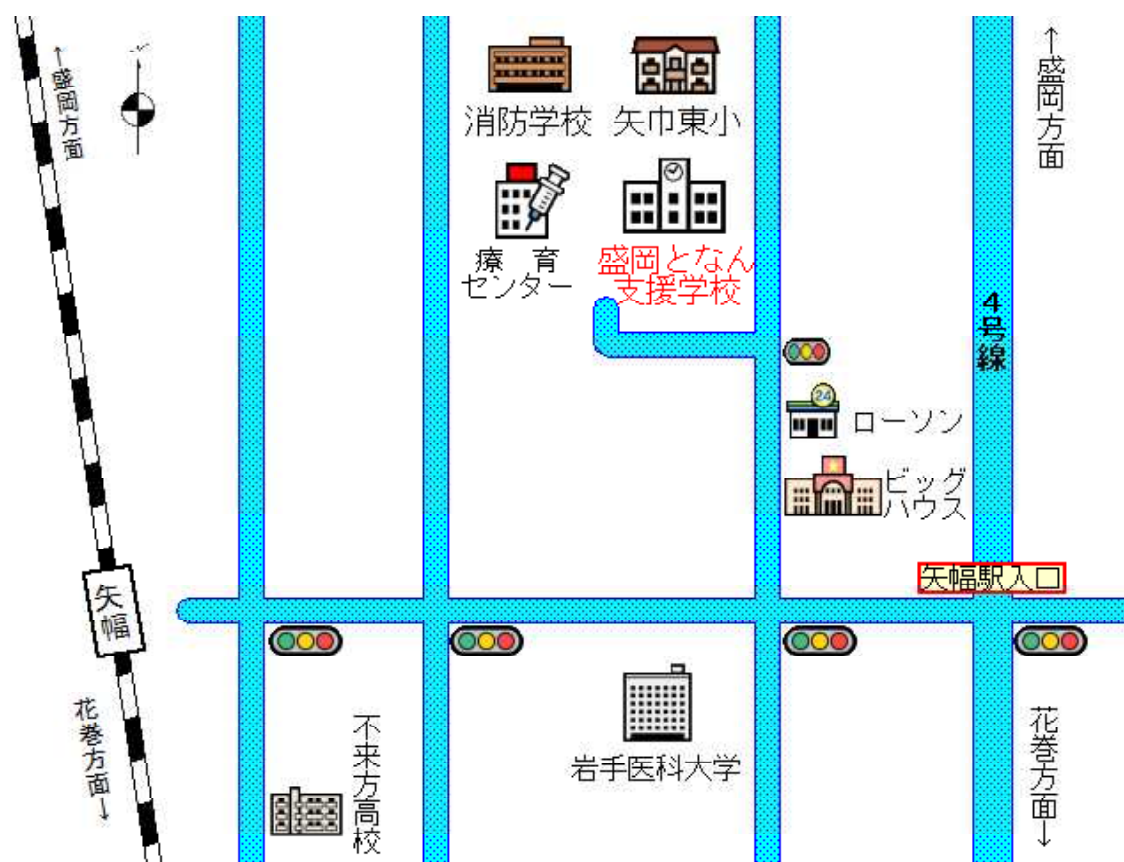 ←盛岡方面
消防学校
矢巾東小
↑盛岡方面
療　育
センター
盛岡となん
支援学校
4号線
24
ローソン
ビッグ
ハウス
矢幅駅入口
矢幅
花巻方面→
不来方高校
岩手医科大学
花巻方面→